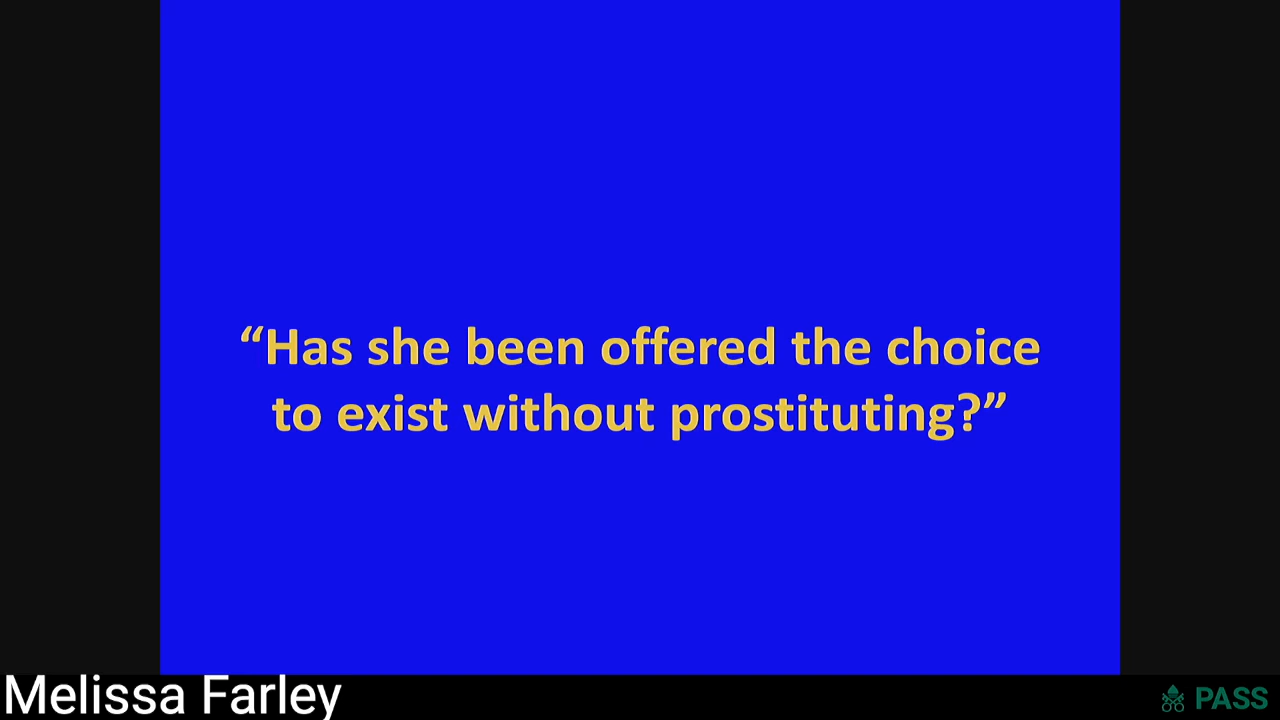 “Has she been offered the choice
to exist without prostituting?”
Melissa Farley
PASS